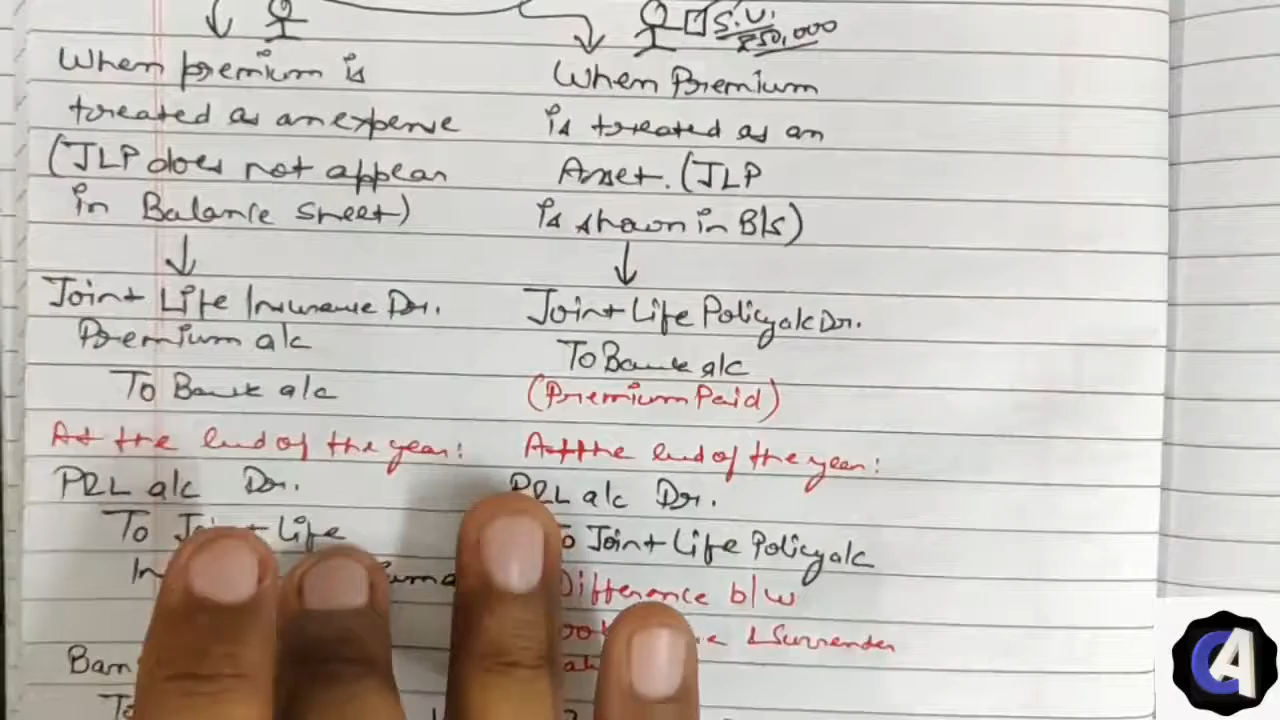 S.V.
₹50,000
When premium is
treated as an expense
(JLP does not appear
in Balance sheet)
Joint Life Insurance Dr.
Premium a/c
To Bank a/c
At the end of the year:
P&L a/c Dr.
To Joint Life
When Premium
is treated as an
Asset. (JLP
is shown in B/s)
Joint Life Policy a/c Dr.
To Bank a/c
(Premium Paid)
At the end of the year:
P&L a/c Dr.
To Joint Life Policy a/c
Difference b/w
& Surrender
To
CA